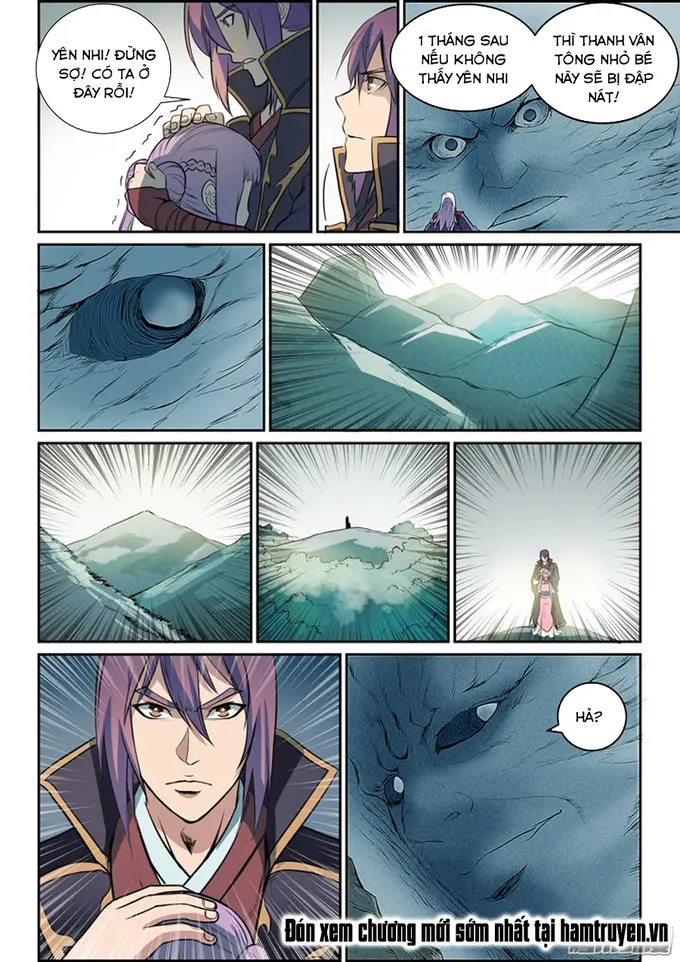 YÊN NHI! ĐỪNG
SỢ! CÓ TA Ở
ĐÂY RỒI!
1 THÁNG SAU
NẾU KHÔNG
THẤY YÊN NHI
THÌ THANH VÂN
TÔNG NHỎ BÉ
NÀY SẼ BỊ ĐẬP
NÁT!
HẢ?
Đón xem chương mới sớm nhất tại hamtruyen.vn